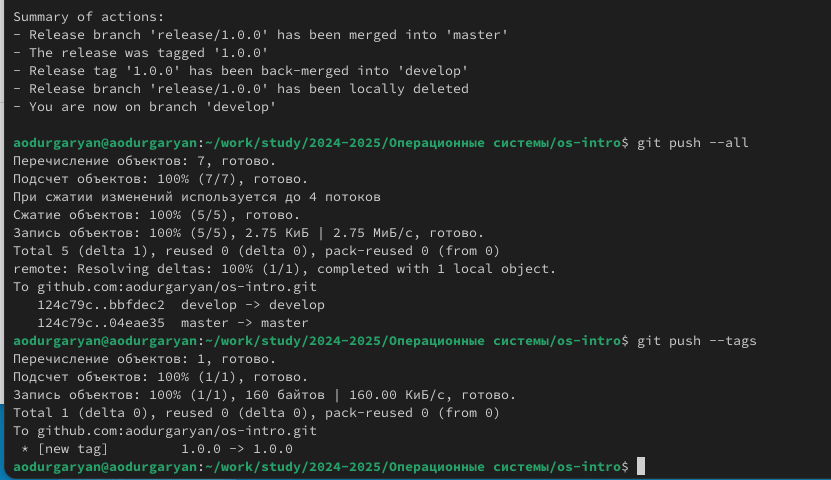 Summary of actions:
- Release branch 'release/1.0.0' has been merged into 'master'
- The release was tagged '1.0.0'
- Release tag '1.0.0' has been back-merged into 'develop'
- Release branch 'release/1.0.0' has been locally deleted
- You are now on branch 'develop'
aodurgaryan@aodurgaryan:~/work/study/2024-2025/Операционные системы/os-intro$ git push --all
Перечисление объектов: 7, готово.
Подсчет объектов: 100% (7/7), готово.
При сжатии изменений используется до 4 потоков
Сжатие объектов: 100% (5/5), готово.
Запись объектов: 100% (5/5), 2.75 КиБ | 2.75 МиБ/с, готово.
Total 5 (delta 1), reused 0 (delta 0), pack-reused 0 (from 0)
remote: Resolving deltas: 100% (1/1), completed with 1 local object.
To github.com:aodurgaryan/os-intro.git
   124c79c..bbfdec2  develop -> develop
   124c79c..04eae35  master -> master
aodurgaryan@aodurgaryan:~/work/study/2024-2025/Операционные системы/os-intro$ git push --tags
Перечисление объектов: 1, готово.
Подсчет объектов: 100% (1/1), готово.
Запись объектов: 100% (1/1), 160 байтов | 160.00 КиБ/с, готово.
Total 1 (delta 0), reused 0 (delta 0), pack-reused 0 (from 0)
To github.com:aodurgaryan/os-intro.git
 * [new tag]         1.0.0 -> 1.0.0
aodurgaryan@aodurgaryan:~/work/study/2024-2025/Операционные системы/os-intro$